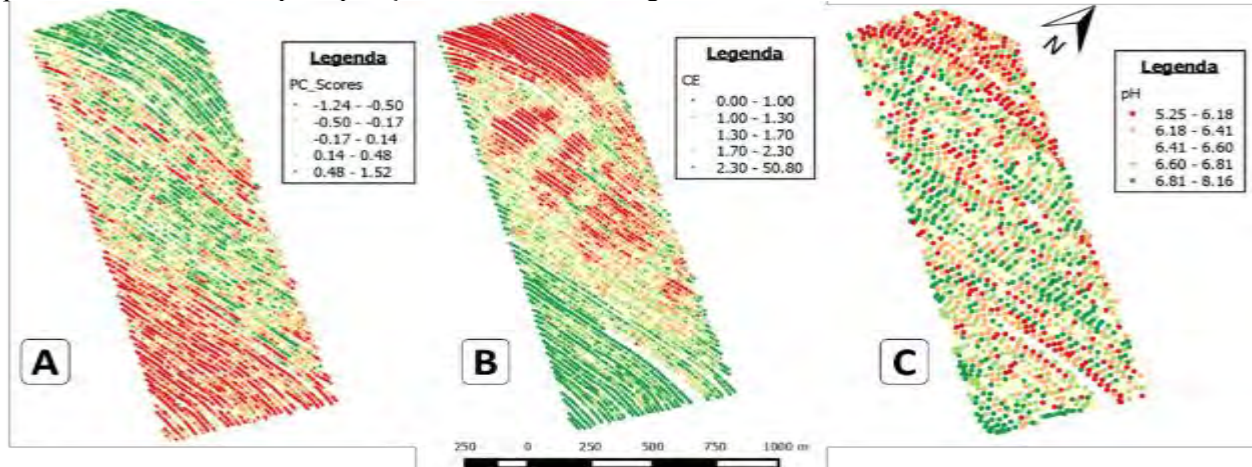 Legenda
PC_Scores
-1.24 - -0.50
-0.50 - -0.17
-0.17 - 0.14
0.14 - 0.48
0.48 - 1.52
A
Legenda
CE
0.00 - 1.00
1.00 - 1.30
1.30 - 1.70
1.70 - 2.30
2.30 - 50.80
B
250 0 250 500 750 1000 m
N
Legenda
pH
5.25 - 6.18
6.18 - 6.41
6.41 - 6.60
6.60 - 6.81
6.81 - 8.16
C